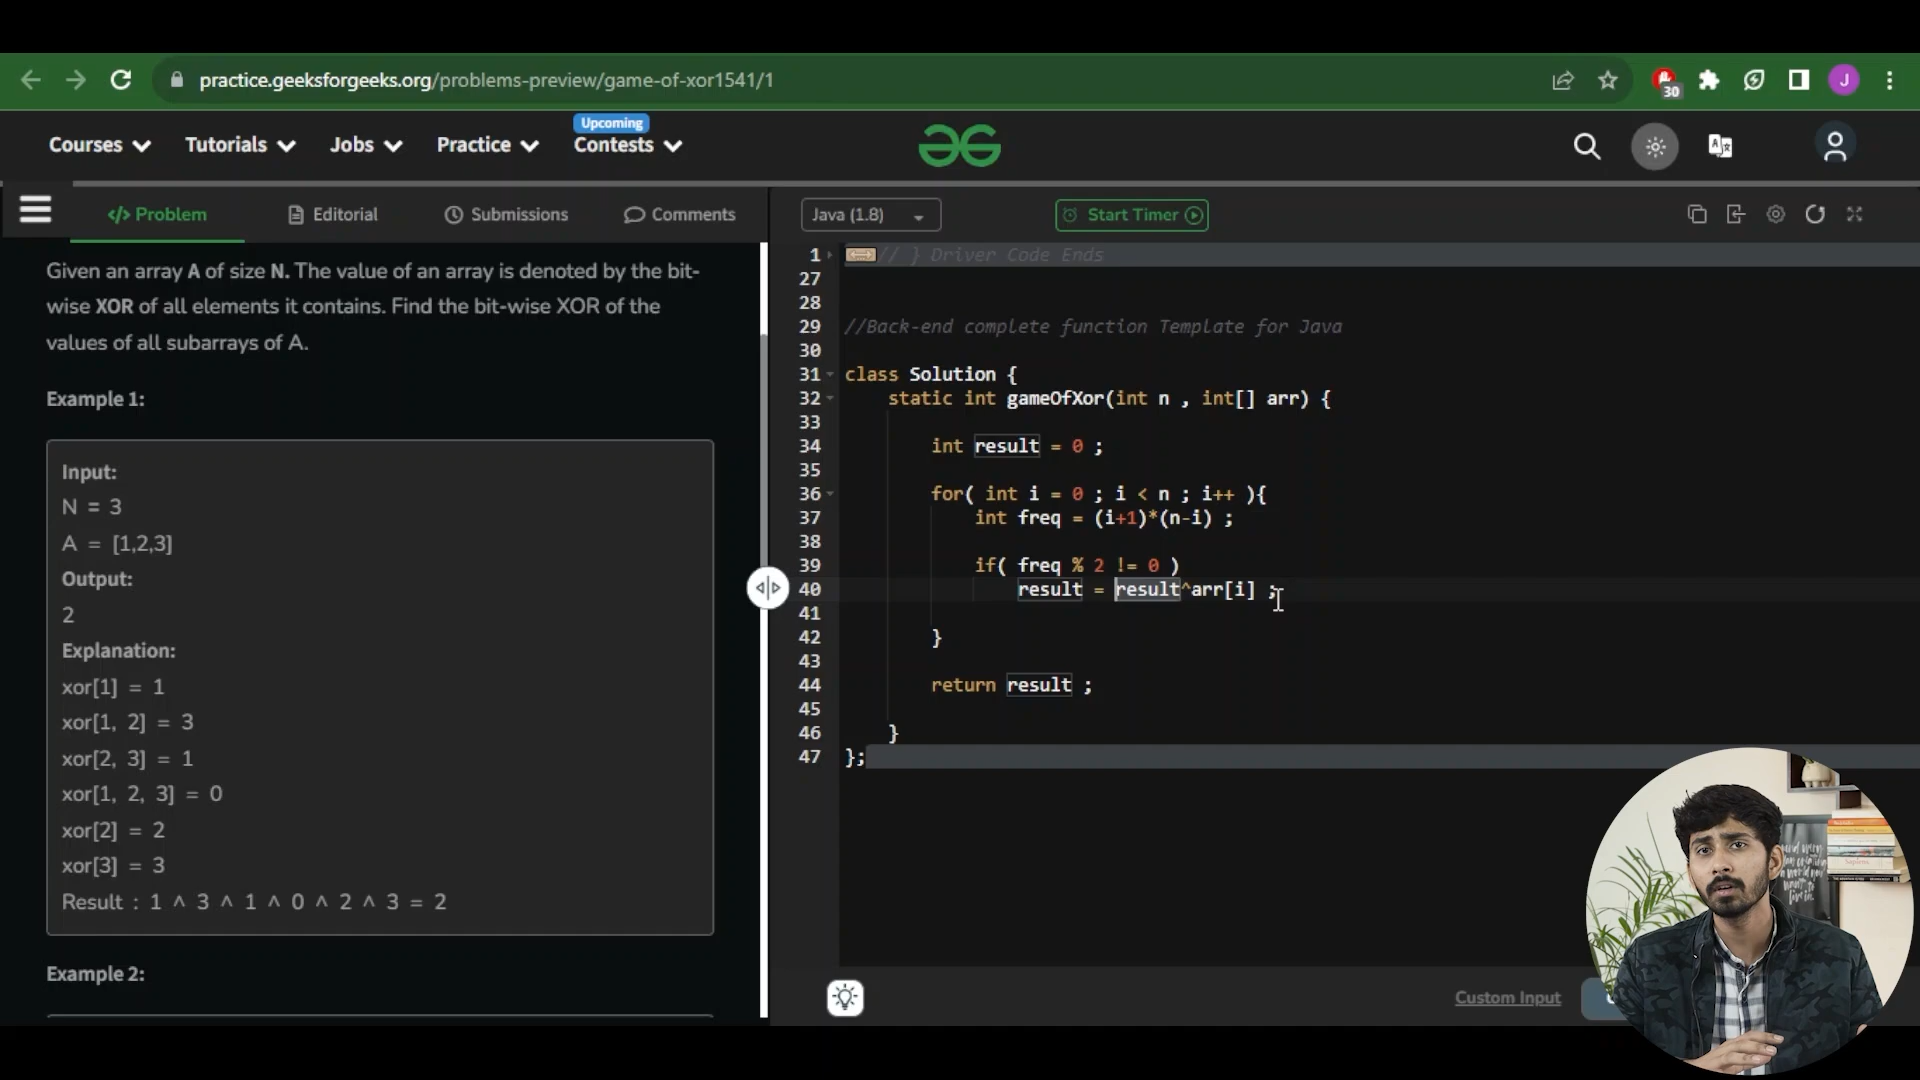 practice.geeksforgeeks.org/problems-preview/game-of-xor1541/1
30
J
Courses
Tutorials
Jobs
Practice
Upcoming
Contests
</> Problem
Editorial
Submissions
Comments
Java (1.8)
Start Timer
Given an array A of size N. The value of an array is denoted by the bit-
wise XOR of all elements it contains. Find the bit-wise XOR of the
values of all subarrays of A.
Example 1:
Input:
N = 3
A = [1,2,3]
Output:
2
Explanation:
xor[1] = 1
xor[1, 2] = 3
xor[2, 3] = 1
xor[1, 2, 3] = 0
xor[2] = 2
xor[3] = 3
Result : 1 ^ 3 ^ 1 ^ 0 ^ 2 ^ 3 = 2
Example 2:
1 // } Driver Code Ends
27
28
29 //Back-end complete function Template for Java
30
31 class Solution {
32 static int gameOfXor(int n , int[] arr) {
33
34 int result = 0 ;
35
36 for( int i = 0 ; i < n ; i++ ){
37 int freq = (i+1)*(n-i) ;
38
39 if( freq % 2 != 0 )
40 result = result^arr[i] ;
41
42 }
43
44 return result ;
45
46 }
47 };
Custom Input